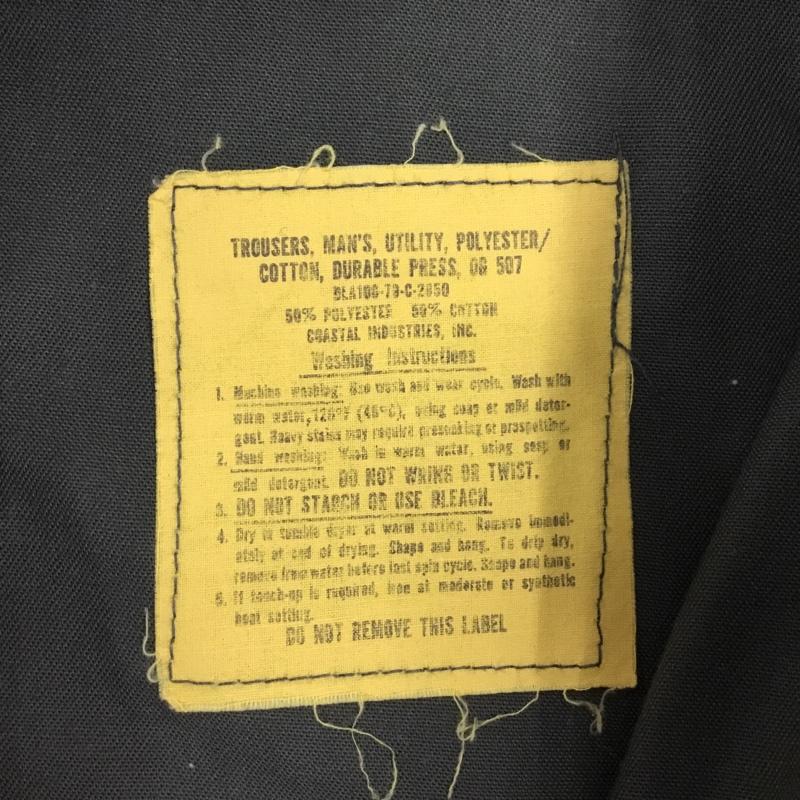 TROUSERS, MAN'S, UTILITY, POLYESTER/
COTTON, DURABLE PRESS, OG 507
DLA100-79-C-2850
50% POLYESTER 50% COTTON
COASTAL INDUSTRIES, INC.
Washing Instructions
1. Machine washing: Use wash and wear cycle. Wash with
warm water, 120°F (48°C), using soap or mild deter-
gent. Heavy stains may require presoaking or prespotting.
2. Hand washing: Wash in warm water, using soap or
mild detergent. DO NOT WRING OR TWIST.
3. DO NOT STARCH OR USE BLEACH.
4. Dry in tumble dryer at warm setting. Remove immedi-
ately at end of drying. Shape and hang. To drip dry,
remove from water before last spin cycle. Shape and hang.
5. If touch-up is required, iron at moderate or synthetic
heat setting.
DO NOT REMOVE THIS LABEL